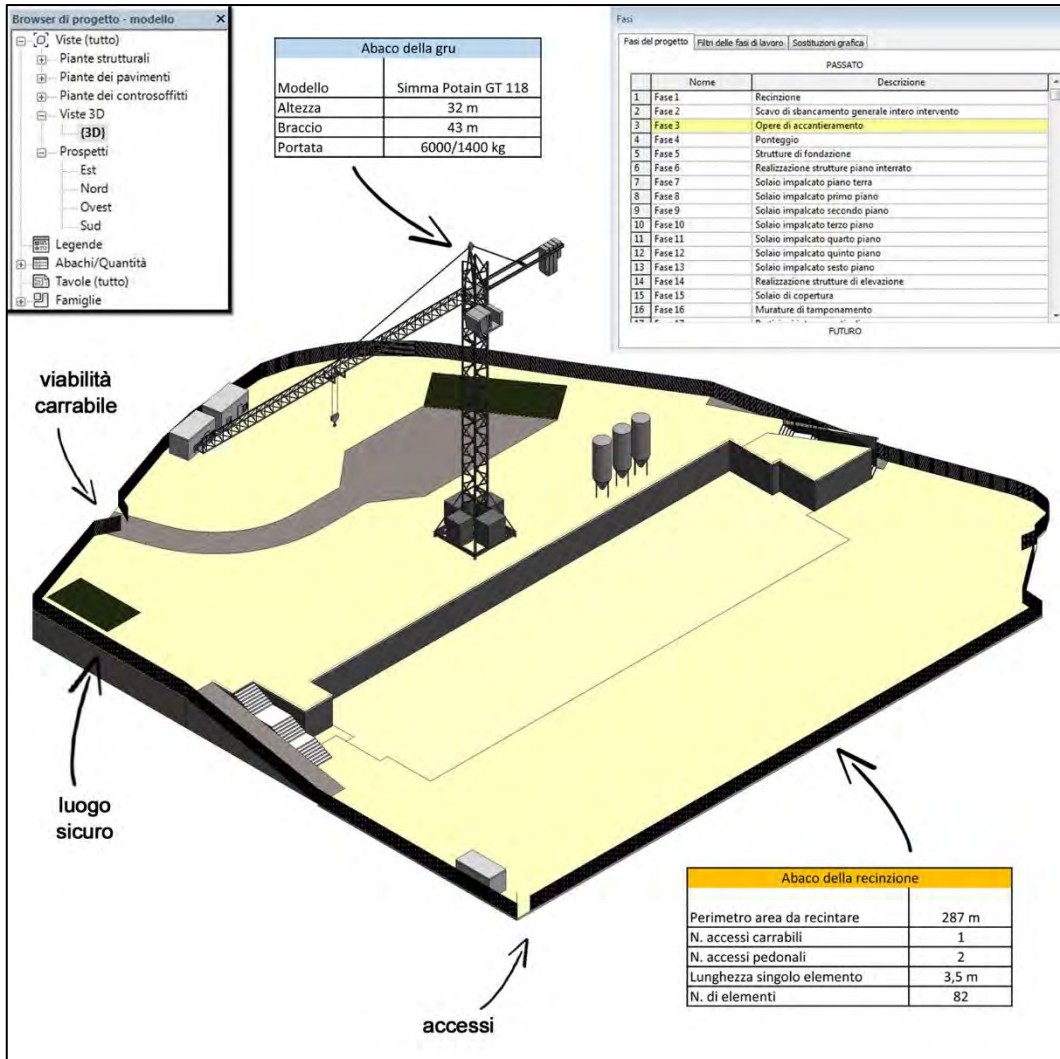 Browser di progetto - modello
Viste (tutto)
Piante strutturali
Piante dei pavimenti
Piante dei controsoffitti
Viste 3D
{3D}
Prospetti
Est
Nord
Ovest
Sud
Legende
Abachi/Quantità
Tavole (tutto)
Famiglie
Abaco della gru
Modello Simma Potain GT 118
Altezza 32 m
Braccio 43 m
Portata 6000/1400 kg
Fasi
Fasi del progetto Filtri delle fasi di lavoro Sostituzioni grafica
PASSATO
Nome Descrizione
1 Fase 1 Recinzione
2 Fase 2 Scavo di sbancamento generale intero intervento
3 Fase 3 Opere di accantieramento
4 Fase 4 Ponteggio
5 Fase 5 Strutture di fondazione
6 Fase 6 Realizzazione strutture piano interrato
7 Fase 7 Solaio impalcato piano terra
8 Fase 8 Solaio impalcato primo piano
9 Fase 9 Solaio impalcato secondo piano
10 Fase 10 Solaio impalcato terzo piano
11 Fase 11 Solaio impalcato quarto piano
12 Fase 12 Solaio impalcato quinto piano
13 Fase 13 Solaio impalcato sesto piano
14 Fase 14 Realizzazione strutture di elevazione
15 Fase 15 Solaio di copertura
16 Fase 16 Murature di tamponamento
FUTURO
viabilità
carrabile
luogo
sicuro
accessi
Abaco della recinzione
Perimetro area da recintare 287 m
N. accessi carrabili 1
N. accessi pedonali 2
Lunghezza singolo elemento 3,5 m
N. di elementi 82